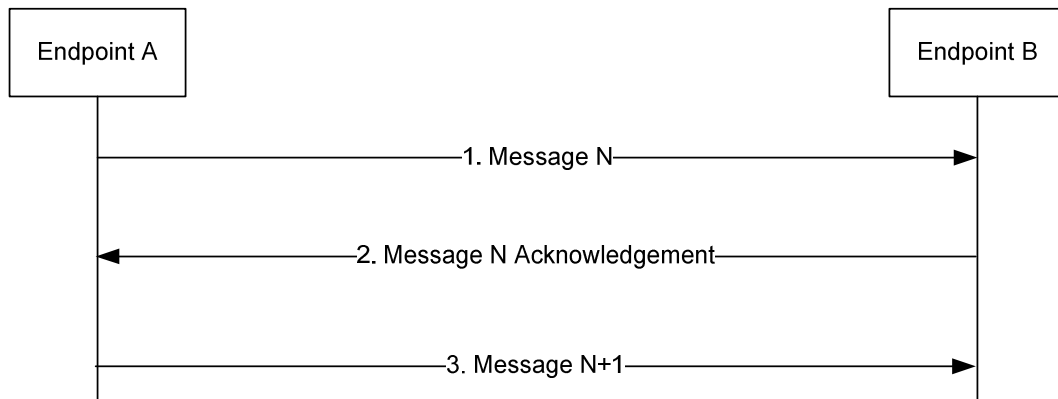 Endpoint A
Endpoint B
1. Message N
2. Message N Acknowledgement
3. Message N+1